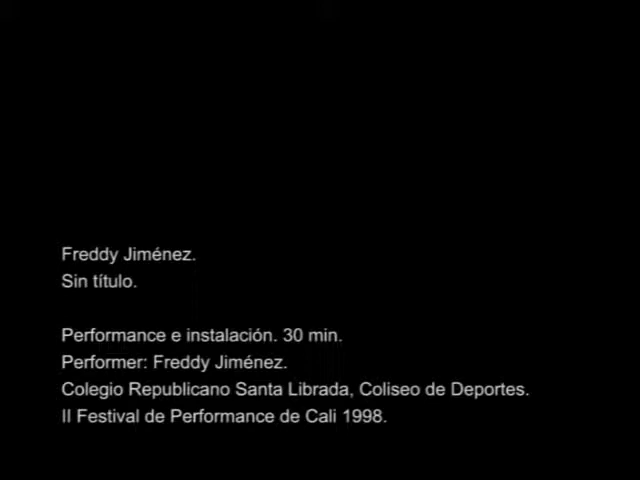 Freddy Jiménez.
Sin título.
Performance e instalación. 30 min.
Performer: Freddy Jiménez.
Colegio Republicano Santa Librada, Coliseo de Deportes.
II Festival de Performance de Cali 1998.